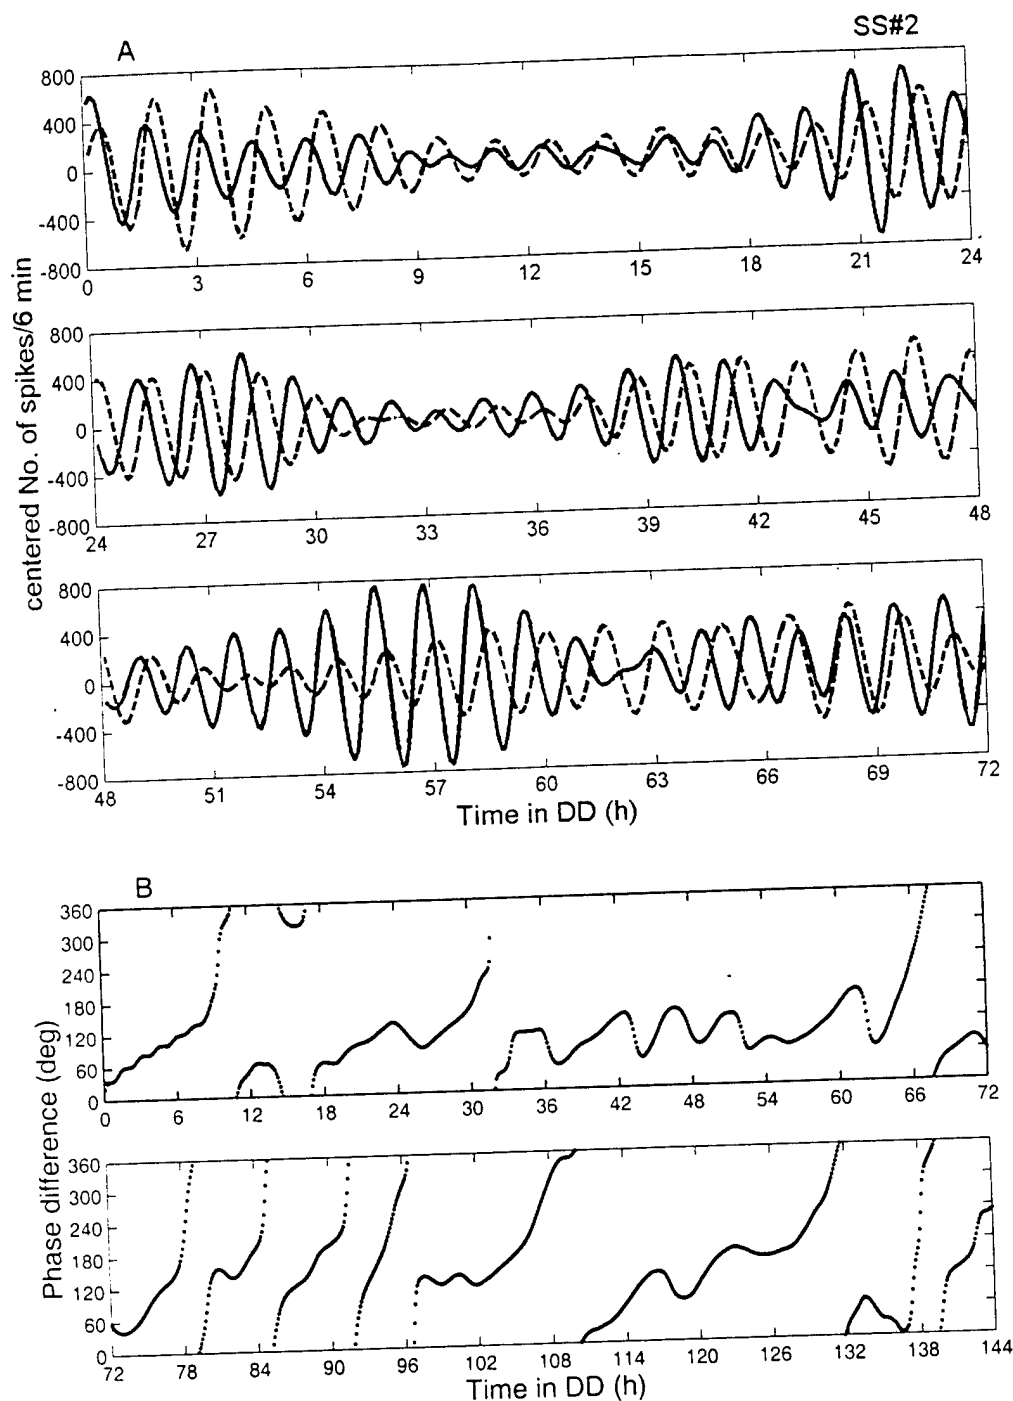 SS#2
A
centered No. of spikes/6 min
800
400
0
-400
-800
0 3 6 9 12 15 18 21 24
800
400
0
-400
-800
24 27 30 33 36 39 42 45 48
800
400
0
-400
-800
48 51 54 57 60 63 66 69 72
Time in DD (h)
B
Phase difference (deg)
360
300
240
180
120
60
0
0 6 12 18 24 30 36 42 48 54 60 66 72
360
300
240
180
120
60
0
72 78 84 90 96 102 108 114 120 126 132 138 144
Time in DD (h)